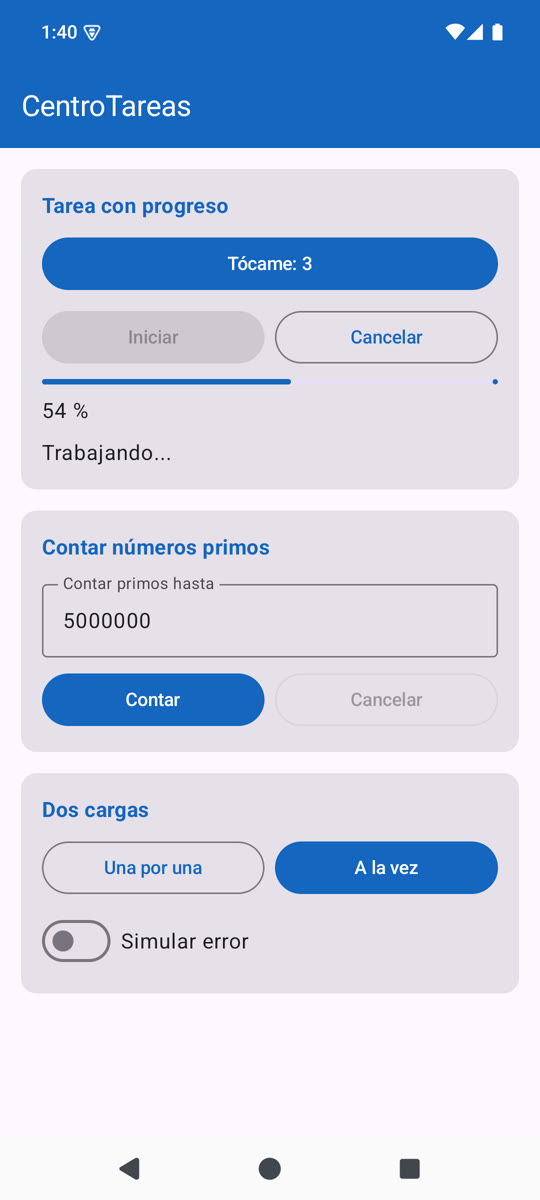 1:40
CentroTareas
Tarea con progreso
Tócame: 3
Iniciar
Cancelar
54 %
Trabajando...
Contar números primos
Contar primos hasta
5000000
Contar
Cancelar
Dos cargas
Una por una
A la vez
Simular error